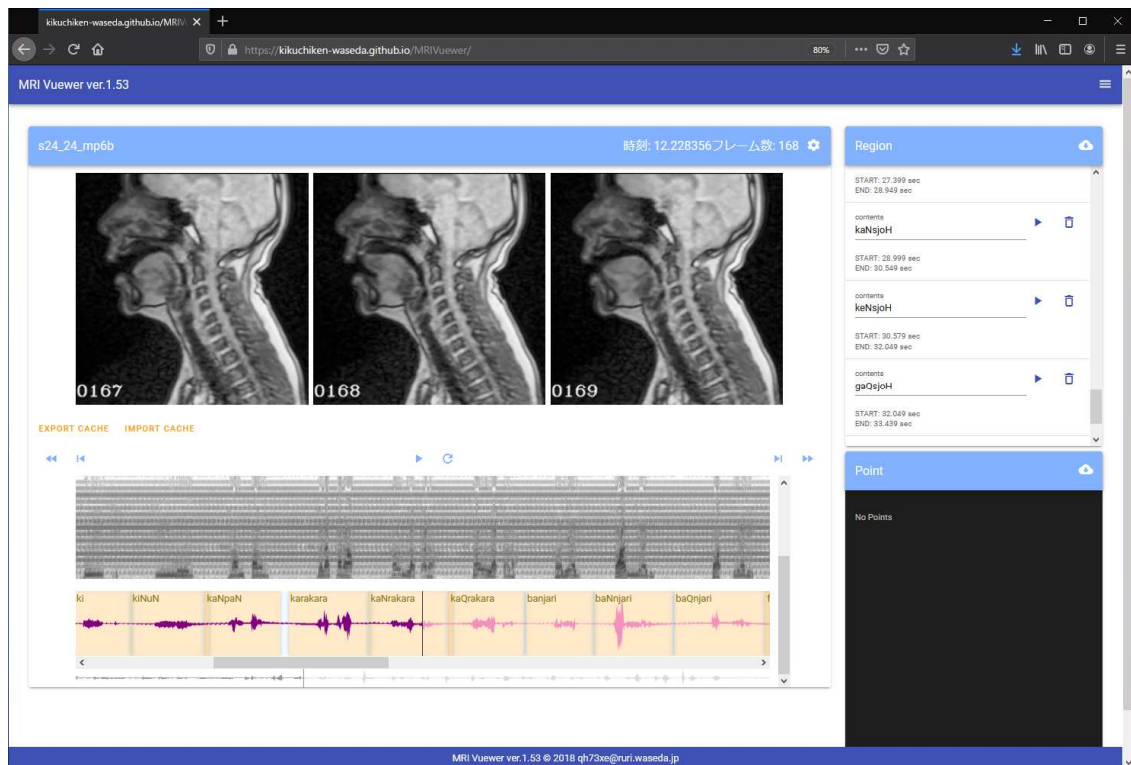 kikuchiken-waseda.github.io/MRIV
https://kikuchiken-waseda.github.io/MRIVuewer/
80%
MRI Vuewer ver.1.53
s24_24_mp6b
時刻: 12.228356フレーム数: 168
0167
0168
0169
EXPORT CACHE IMPORT CACHE
ki kiNuN kaNpaN karakara kaNrakara kaQrakara banjari baNnjari baQnjari f
Region
START: 27.399 sec
END: 28.949 sec
contents
kaNsjoH
START: 28.999 sec
END: 30.549 sec
contents
keNsjoH
START: 30.579 sec
END: 32.049 sec
contents
gaQsjoH
START: 32.049 sec
END: 33.439 sec
Point
No Points
MRI Vuewer ver.1.53 © 2018 qh73xe@ruri.waseda.jp